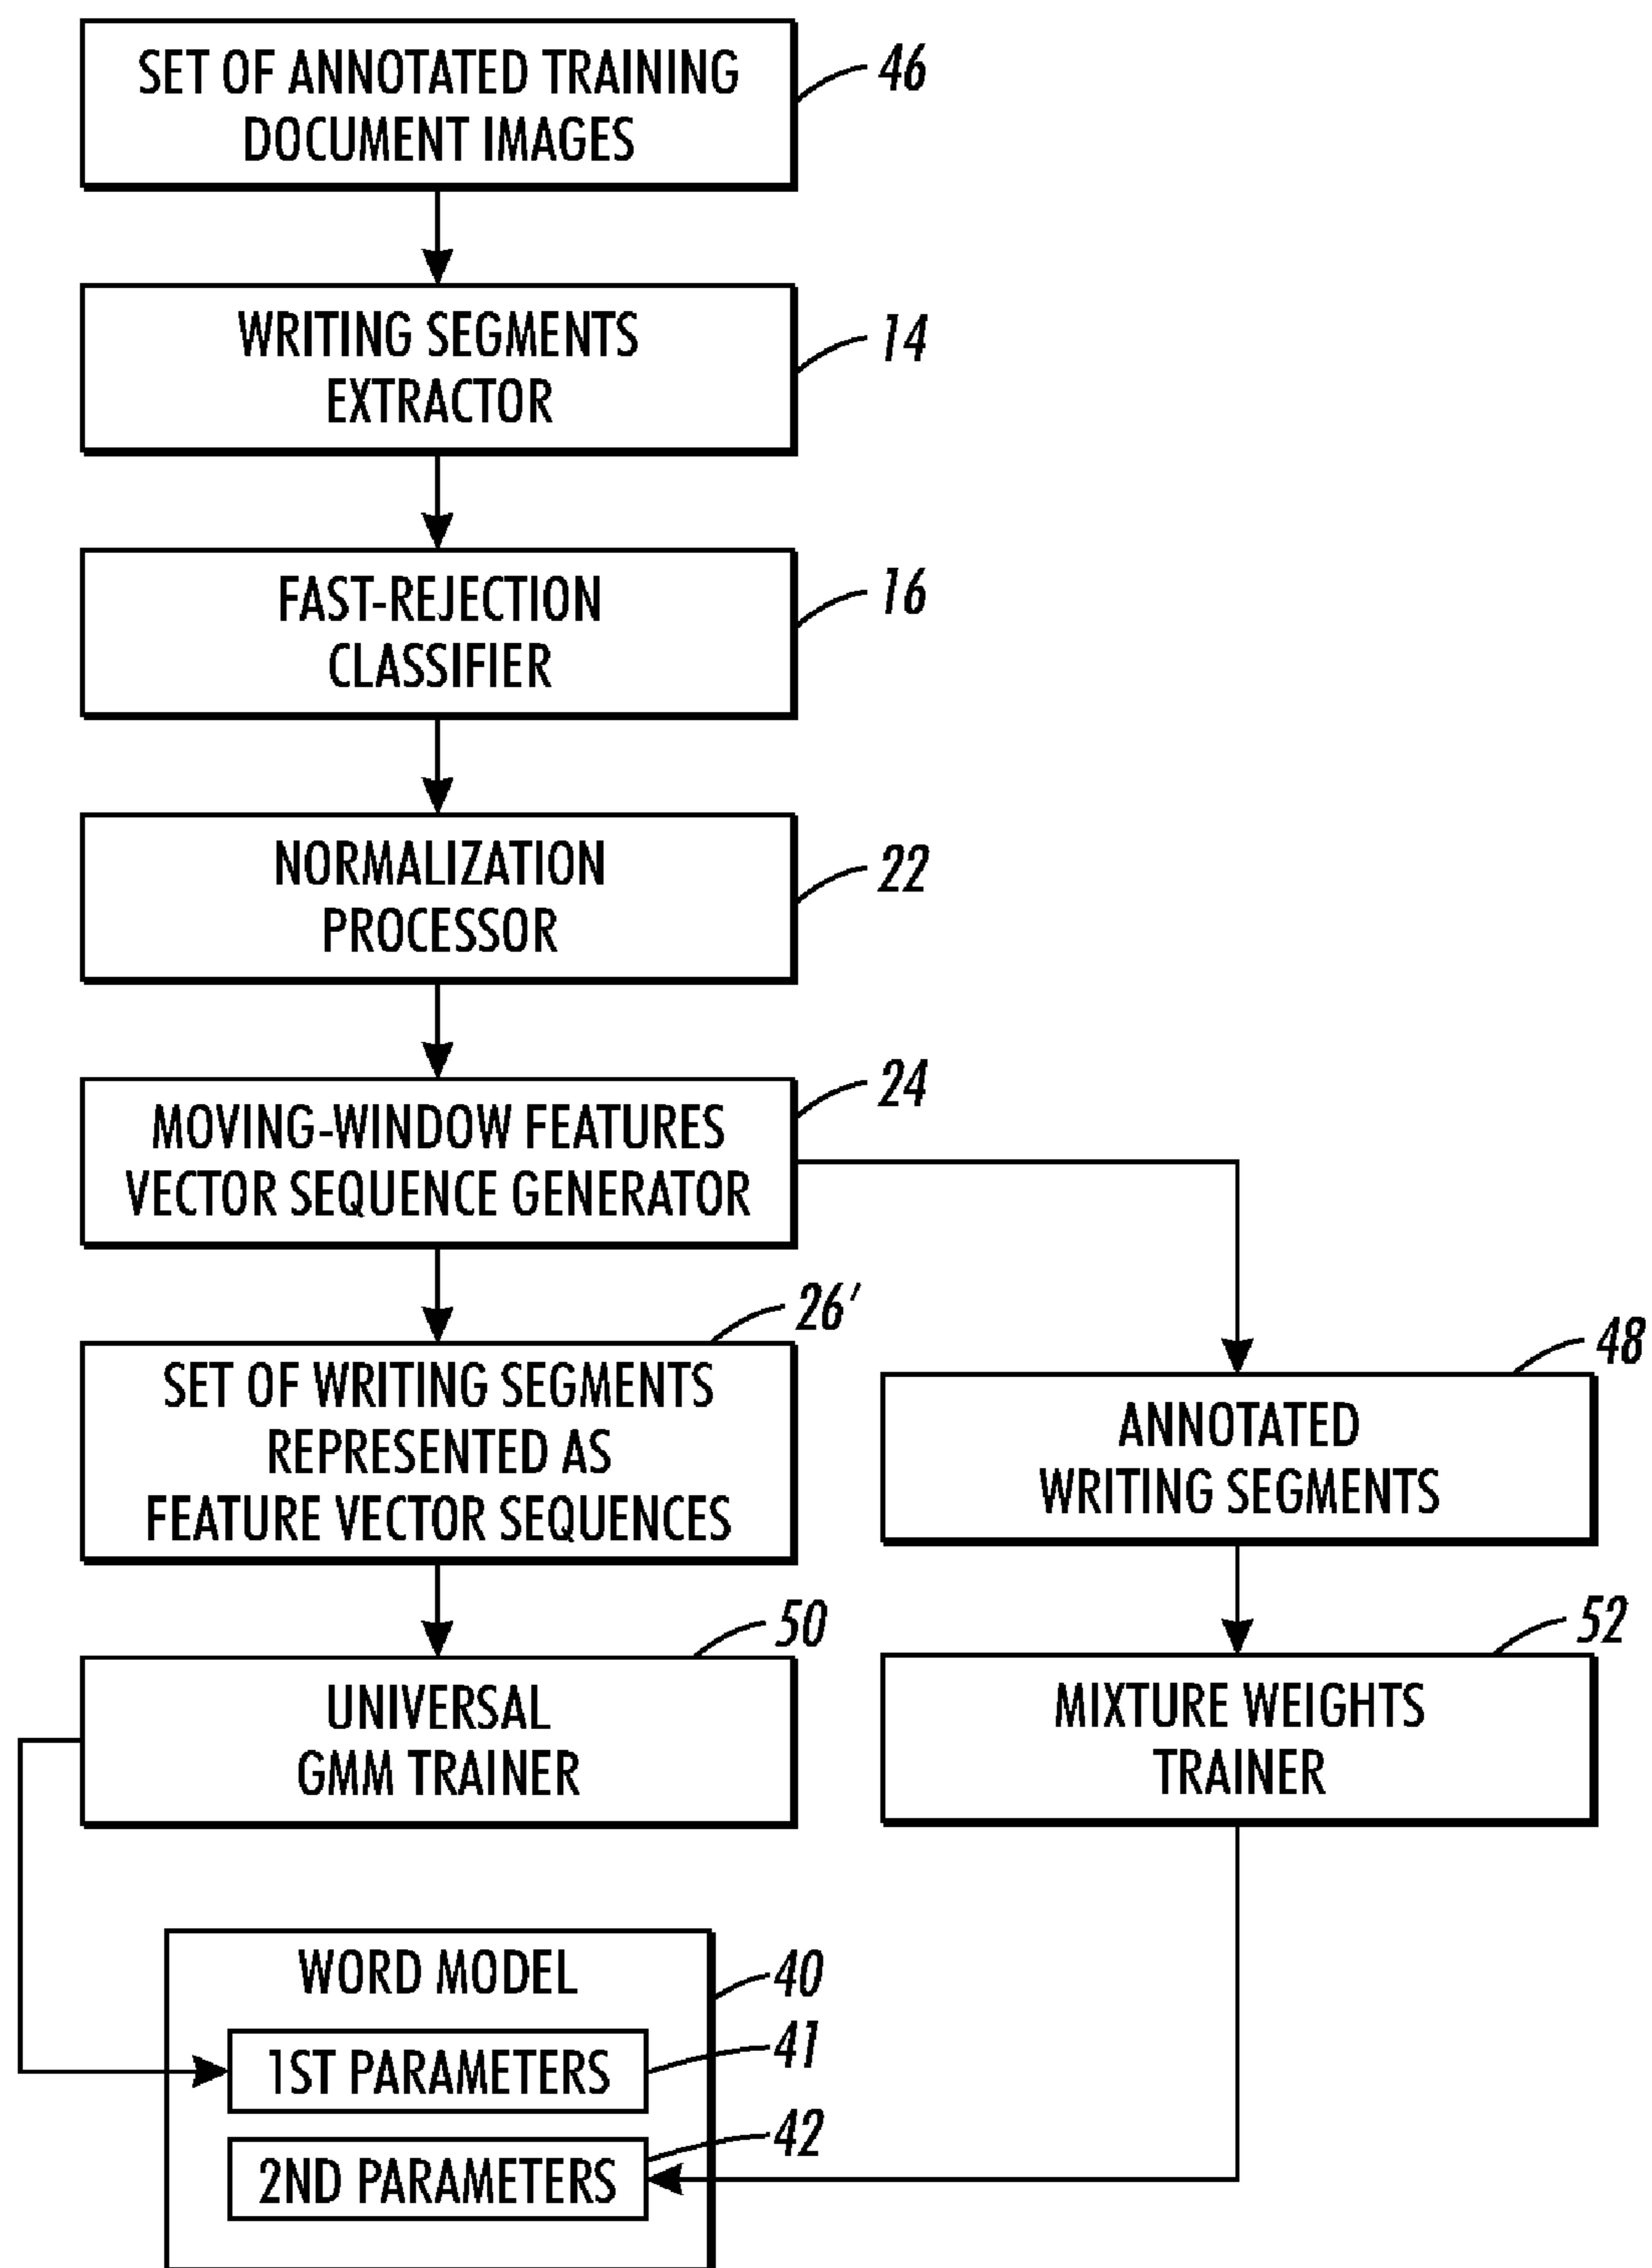 SET OF ANNOTATED TRAINING
DOCUMENT IMAGES
46
WRITING SEGMENTS
EXTRACTOR
14
FAST-REJECTION
CLASSIFIER
16
NORMALIZATION
PROCESSOR
22
MOVING-WINDOW FEATURES
VECTOR SEQUENCE GENERATOR
24
SET OF WRITING SEGMENTS
REPRESENTED AS
FEATURE VECTOR SEQUENCES
26'
ANNOTATED
WRITING SEGMENTS
48
UNIVERSAL
GMM TRAINER
50
MIXTURE WEIGHTS
TRAINER
52
WORD MODEL
40
1ST PARAMETERS
41
2ND PARAMETERS
42